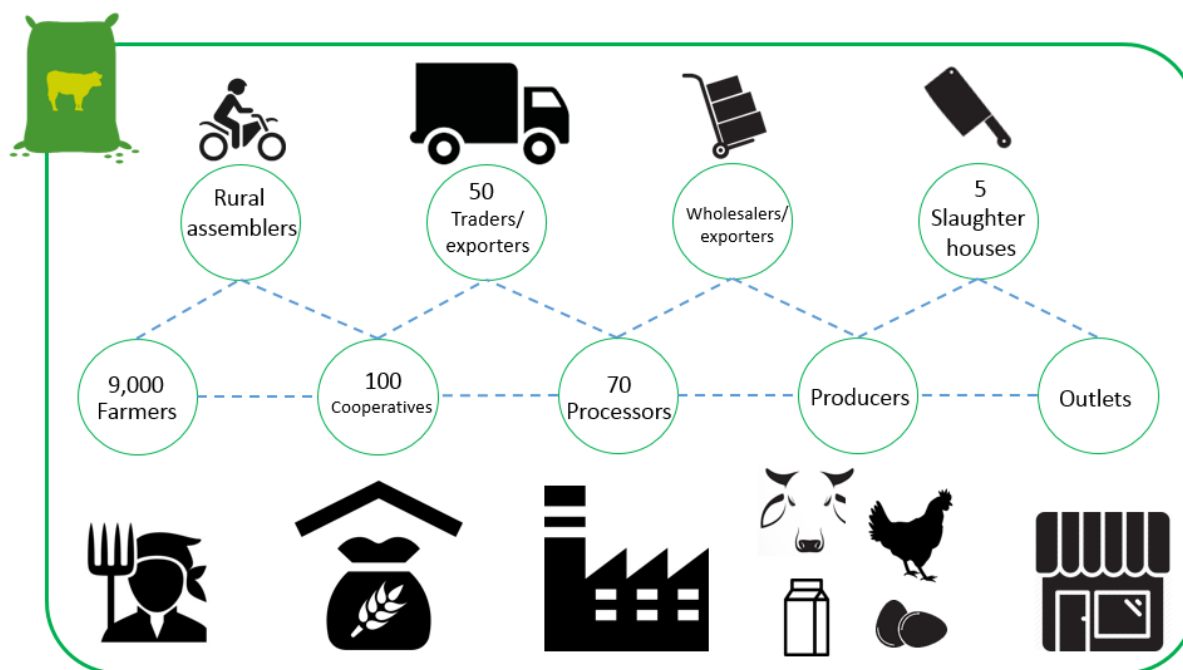 Rural
assemblers
50
Traders/
exporters
Wholesalers/
exporters
5
Slaughter
houses
9,000
Farmers
100
Cooperatives
70
Processors
Producers
Outlets